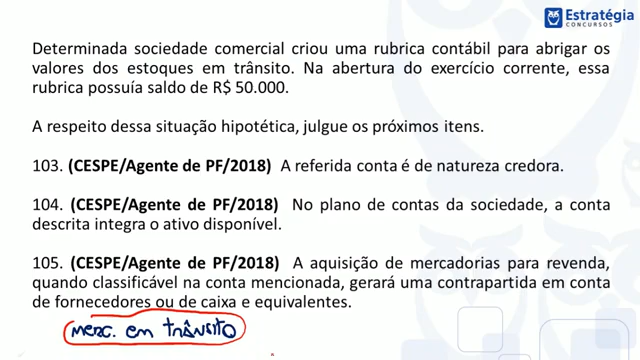 Estratégia
CONCURSOS
Determinada sociedade comercial criou uma rubrica contábil para abrigar os
valores dos estoques em trânsito. Na abertura do exercício corrente, essa
rubrica possuía saldo de R$ 50.000.
A respeito dessa situação hipotética, julgue os próximos itens.
103. (CESPE/Agente de PF/2018) A referida conta é de natureza credora.
104. (CESPE/Agente de PF/2018) No plano de contas da sociedade, a conta
descrita integra o ativo disponível.
105. (CESPE/Agente de PF/2018) A aquisição de mercadorias para revenda,
quando classificável na conta mencionada, gerará uma contrapartida em conta
de fornecedores ou de caixa e equivalentes.
merc. em trânsito